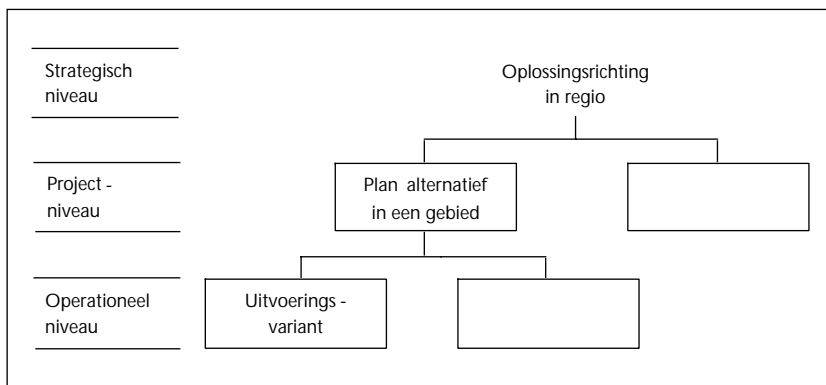 Strategisch
niveau
Oplossingsrichting
in regio
Project -
niveau
Plan alternatief
in een gebied
Operationeel
niveau
Uitvoerings -
variant